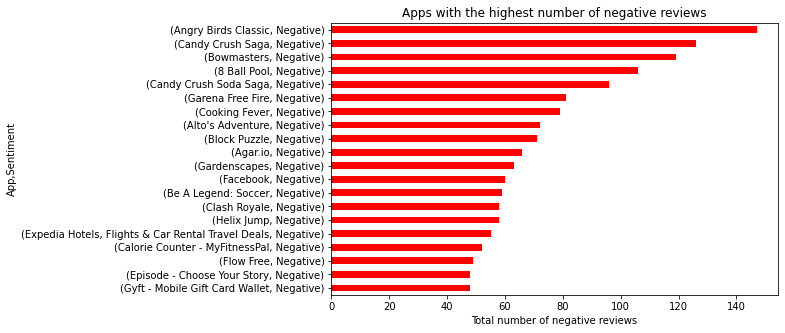 Apps with the highest number of negative reviews
(Angry Birds Classic, Negative)
(Candy Crush Saga, Negative)
(Bowmasters, Negative)
(8 Ball Pool, Negative)
(Candy Crush Soda Saga, Negative)
(Garena Free Fire, Negative)
(Cooking Fever, Negative)
(Alto's Adventure, Negative)
(Block Puzzle, Negative)
(Agar.io, Negative)
(Gardenscapes, Negative)
(Facebook, Negative)
(Be A Legend: Soccer, Negative)
(Clash Royale, Negative)
(Helix Jump, Negative)
(Expedia Hotels, Flights & Car Rental Travel Deals, Negative)
(Calorie Counter - MyFitnessPal, Negative)
(Flow Free, Negative)
(Episode - Choose Your Story, Negative)
(Gyft - Mobile Gift Card Wallet, Negative)
App,Sentiment
0 20 40 60 80 100 120 140
Total number of negative reviews